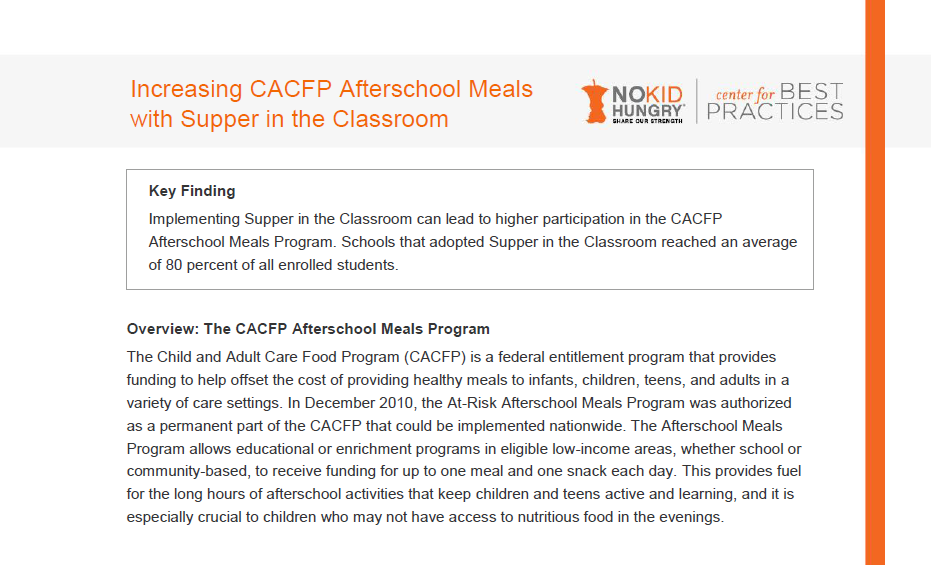 Increasing CACFP Afterschool Meals
with Supper in the Classroom
NOKID
HUNGRY
SHARE OUR STRENGTH
center for BEST
PRACTICES
Key Finding
Implementing Supper in the Classroom can lead to higher participation in the CACFP
Afterschool Meals Program. Schools that adopted Supper in the Classroom reached an average
of 80 percent of all enrolled students.
Overview: The CACFP Afterschool Meals Program
The Child and Adult Care Food Program (CACFP) is a federal entitlement program that provides
funding to help offset the cost of providing healthy meals to infants, children, teens, and adults in a
variety of care settings. In December 2010, the At-Risk Afterschool Meals Program was authorized
as a permanent part of the CACFP that could be implemented nationwide. The Afterschool Meals
Program allows educational or enrichment programs in eligible low-income areas, whether school or
community-based, to receive funding for up to one meal and one snack each day. This provides fuel
for the long hours of afterschool activities that keep children and teens active and learning, and it is
especially crucial to children who may not have access to nutritious food in the evenings.